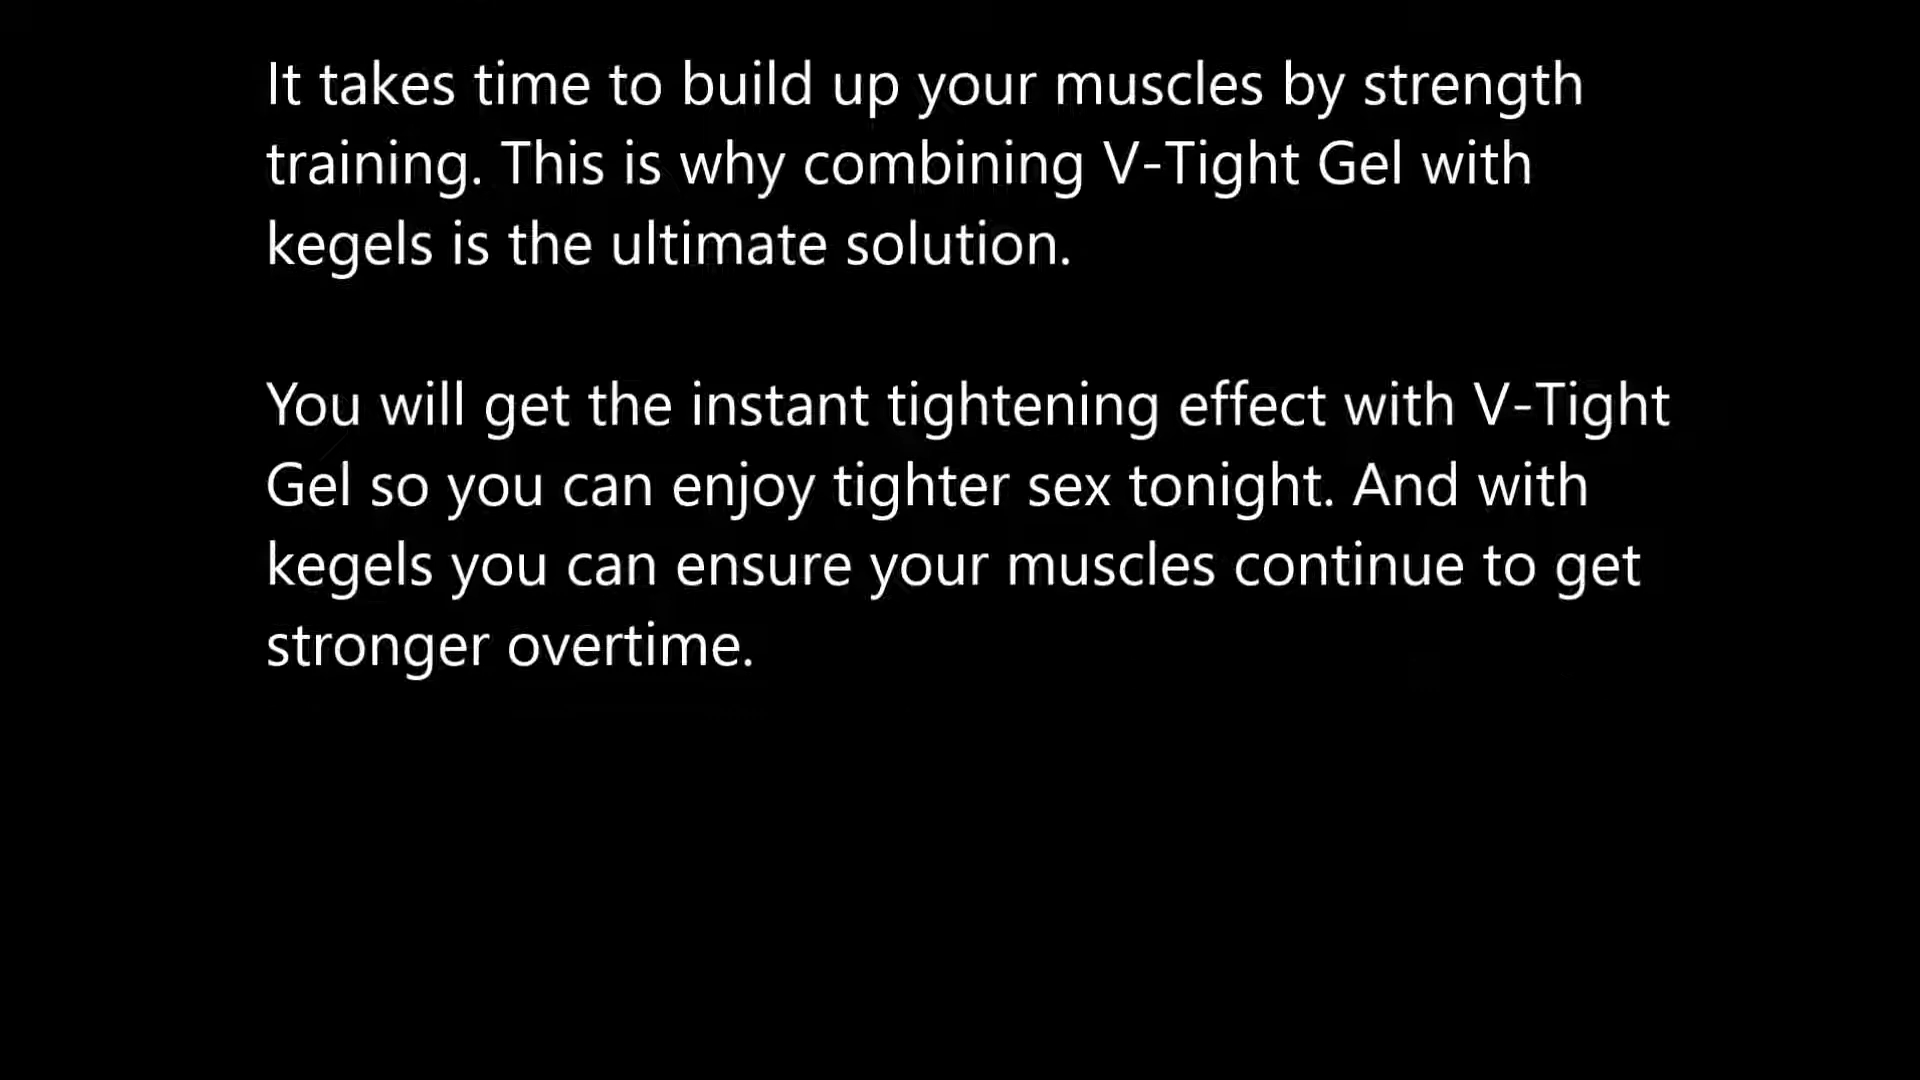 It takes time to build up your muscles by strength
training. This is why combining V-Tight Gel with
kegels is the ultimate solution.
You will get the instant tightening effect with V-Tight
Gel so you can enjoy tighter sex tonight. And with
kegels you can ensure your muscles continue to get
stronger overtime.